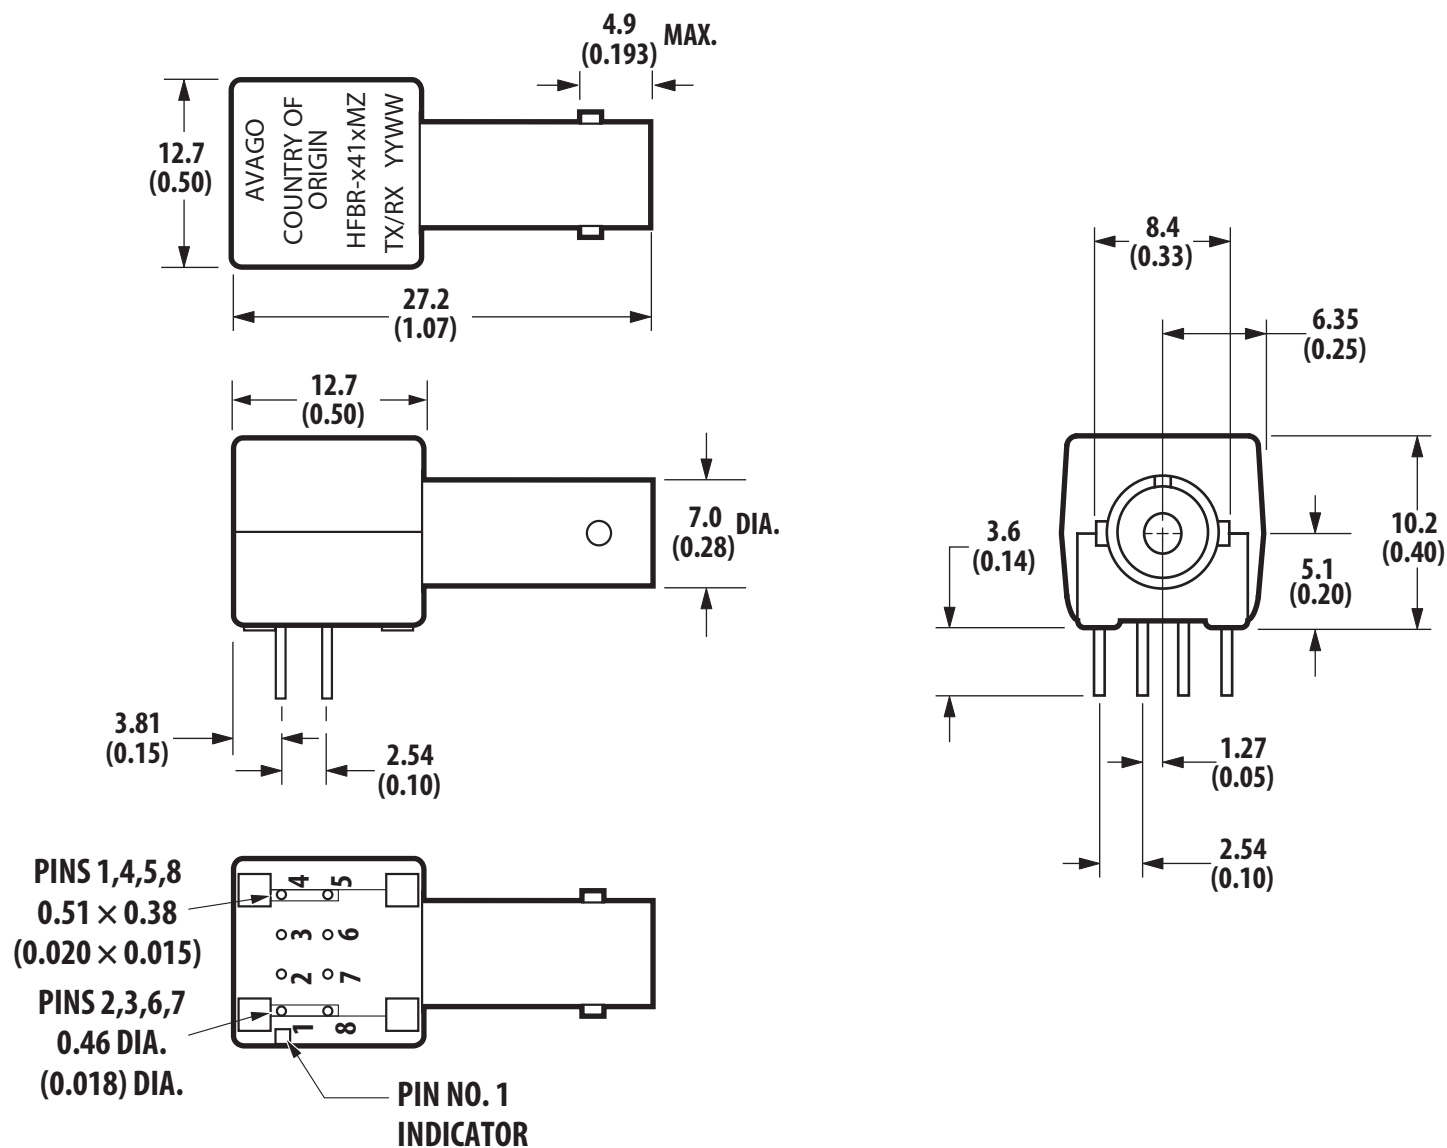 4.9
(0.193) MAX.
12.7
(0.50)
AVAGO
COUNTRY OF
ORIGIN
HFBR-x41xMZ
TX/RX YYWW
27.2
(1.07)
8.4
(0.33)
6.35
(0.25)
12.7
(0.50)
7.0 DIA.
(0.28)
3.6
(0.14)
10.2
(0.40)
5.1
(0.20)
3.81
(0.15)
2.54
(0.10)
1.27
(0.05)
2.54
(0.10)
PINS 1,4,5,8
0.51 × 0.38
(0.020 × 0.015)
PINS 2,3,6,7
0.46 DIA.
(0.018) DIA.
4 5
3 6
2 7
1 8
PIN NO. 1
INDICATOR